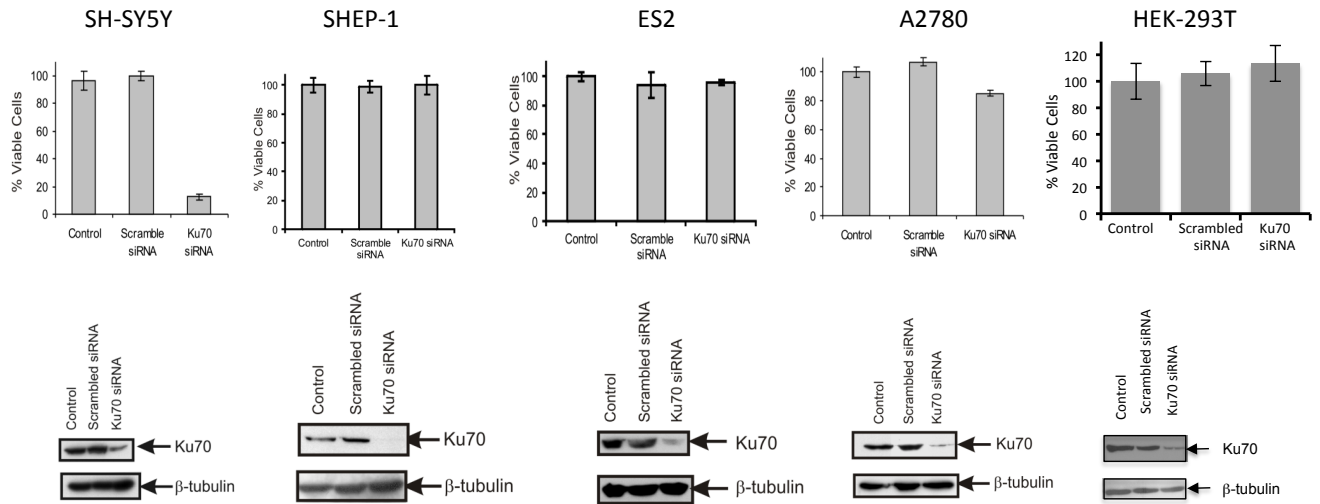 SH-SY5Y
SHEP-1
ES2
A2780
HEK-293T
% Viable Cells
120
100
80
60
40
20
0
Control
Scramble siRNA
Ku70 siRNA
% Viable Cells
120
100
80
60
40
20
0
Control
Scramble siRNA
Ku70 siRNA
% Viable Cells
120
100
80
60
40
20
0
Control
Scramble siRNA
Ku70 siRNA
% Viable Cells
120
100
80
60
40
20
0
Control
Scramble siRNA
Ku70 siRNA
% Viable Cells
120
100
80
60
40
20
0
Control
Scrambled siRNA
Ku70 siRNA
Control
Scrambled siRNA
Ku70 siRNA
Ku70
β-tubulin
Control
Scrambled siRNA
Ku70 siRNA
Ku70
β-tubulin
Control
Scrambled siRNA
Ku70 siRNA
Ku70
β-tubulin
Control
Scrambled siRNA
Ku70 siRNA
Ku70
β-tubulin
Control
Scrambled siRNA
Ku70 siRNA
Ku70
β-tubulin